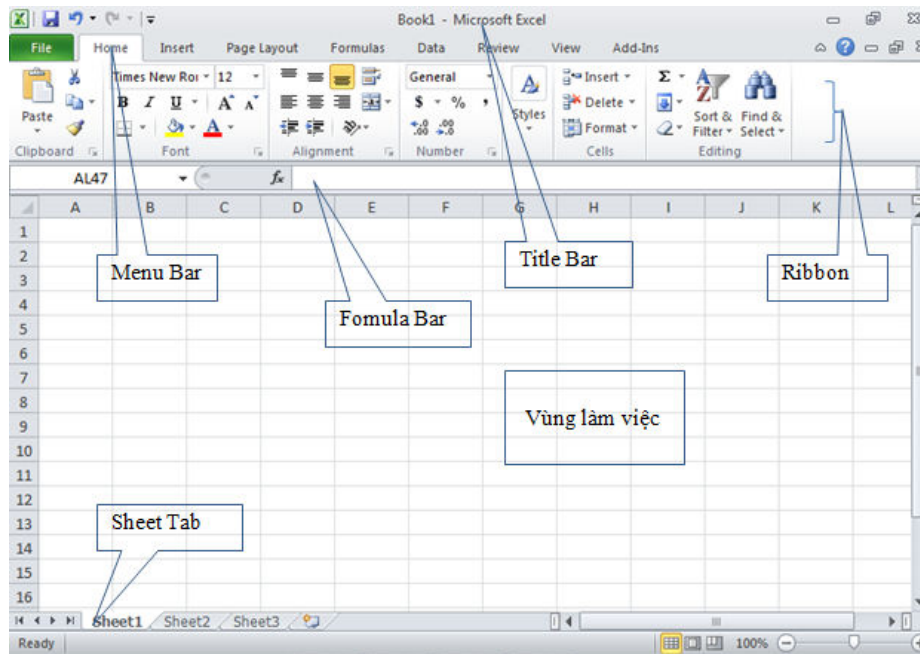 Book1 - Microsoft Excel
File Home Insert Page Layout Formulas Data Review View Add-Ins
Times New Roi 12 General Insert Σ
Paste B I U A A $ % , Styles Delete Sort & Find &
A .00 .00 Format Filter Select
Clipboard Font Alignment Number Cells Editing
AL47 fx
A B C D E F G H I J K L
1
2
Menu Bar Title Bar Ribbon
3
4
Fomula Bar
5
6
7
8
Vùng làm việc
9
10
11
12
Sheet Tab
13
14
15
16
Sheet1 Sheet2 Sheet3
Ready 100%